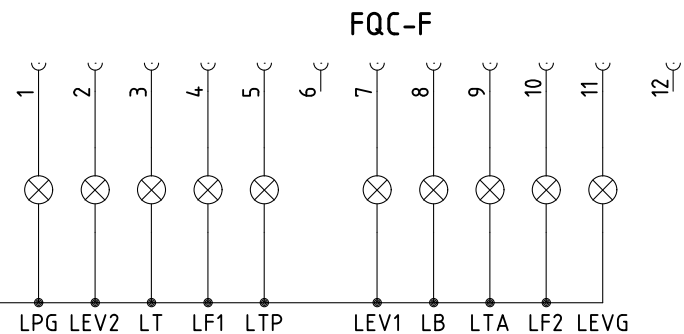 FQC-F
1 2 3 4 5 6 7 8 9 10 11 12
LPG LEV2 LT LF1 LTP LEV1 LB LTA LF2 LEVG